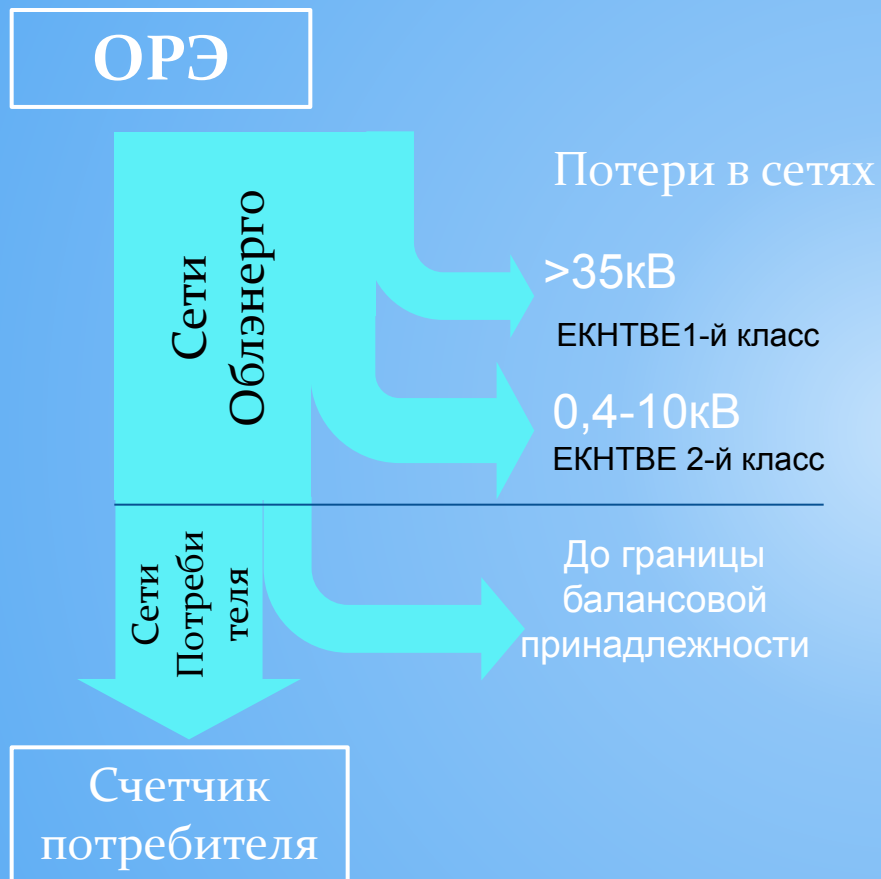 ОРЭ
Потери в сетях
Сети
Облэнерго
>35кВ
ЕКНТВЕ1-й класс
0,4-10кВ
ЕКНТВЕ 2-й класс
Сети
Потреби
теля
До границы
балансовой
принадлежности
Счетчик
потребителя